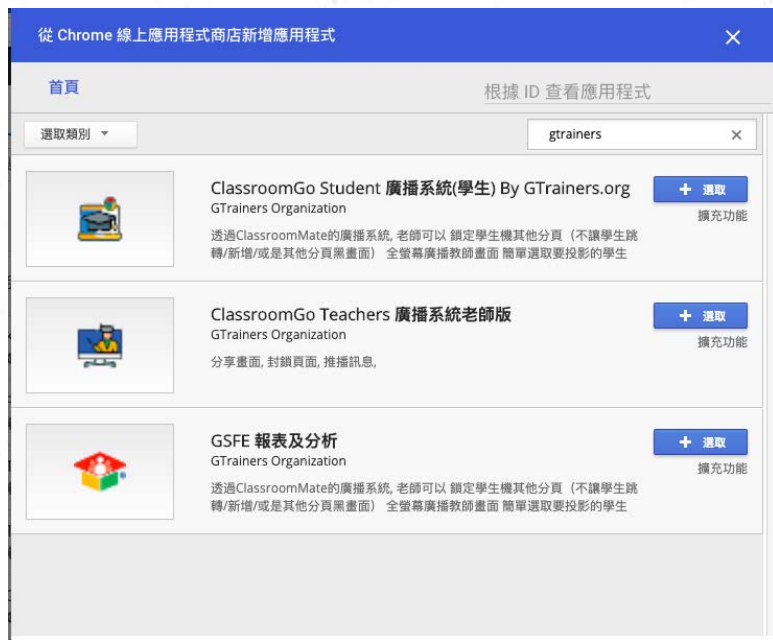 從 Chrome 線上應用程式商店新增應用程式
首頁
根據 ID 查看應用程式
選取類別
gtrainers
ClassroomGo Student 廣播系統(學生) By GTrainers.org
GTrainers Organization
透過ClassroomMate的廣播系統, 老師可以 鎖定學生機其他分頁（不讓學生跳
轉/新增/或是其他分頁黑畫面） 全螢幕廣播教師畫面 簡單選取要投影的學生
選取
擴充功能
ClassroomGo Teachers 廣播系統老師版
GTrainers Organization
分享畫面, 封鎖頁面, 推播訊息,
選取
擴充功能
GSFE 報表及分析
GTrainers Organization
透過ClassroomMate的廣播系統, 老師可以 鎖定學生機其他分頁（不讓學生跳
轉/新增/或是其他分頁黑畫面） 全螢幕廣播教師畫面 簡單選取要投影的學生
選取
擴充功能